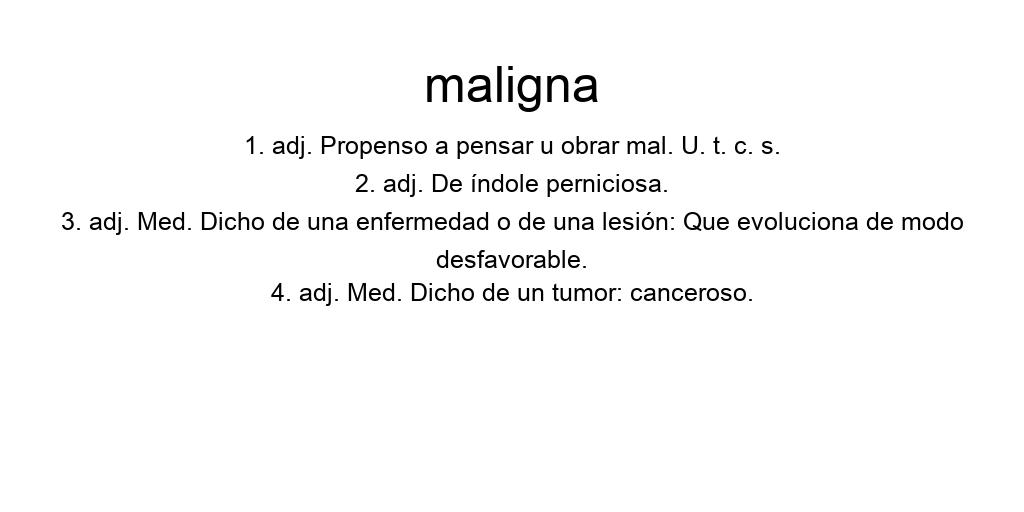 maligna
1. adj. Propenso a pensar u obrar mal. U. t. c. s.
2. adj. De índole perniciosa.
3. adj. Med. Dicho de una enfermedad o de una lesión: Que evoluciona de modo
desfavorable.
4. adj. Med. Dicho de un tumor: canceroso.